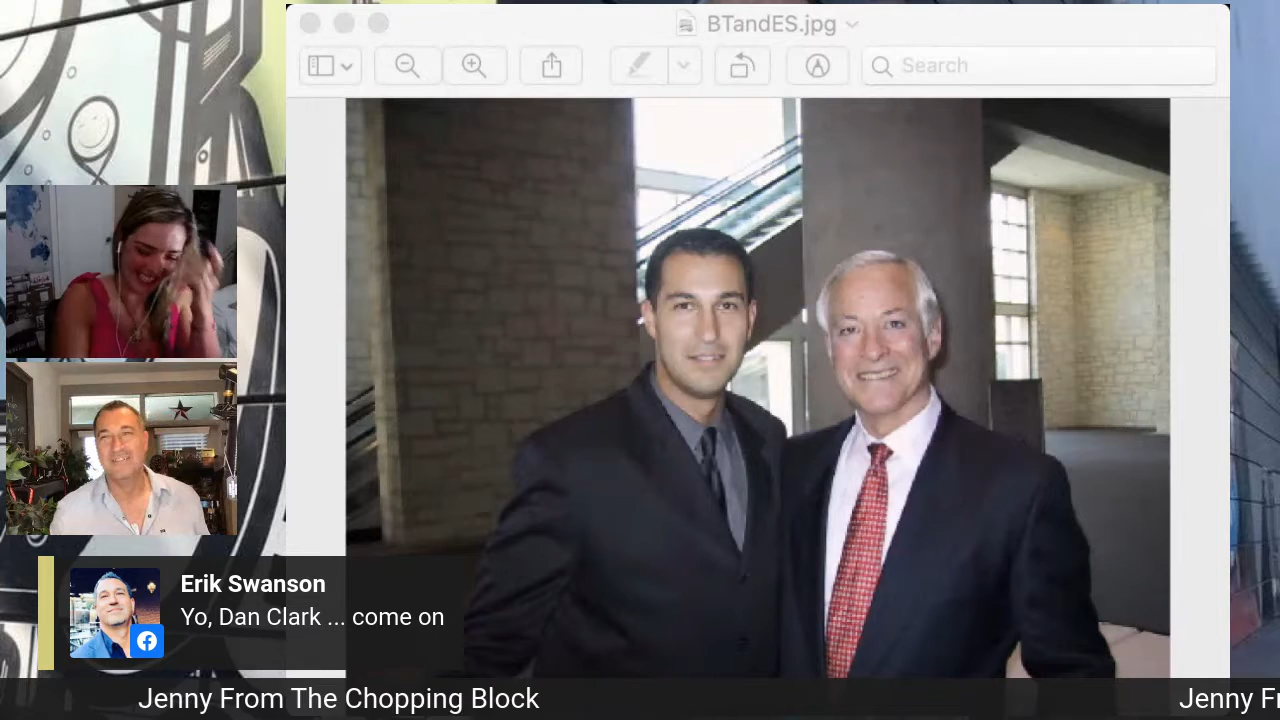 BTandES.jpg
Search
Erik Swanson
Yo, Dan Clark ... come on
Jenny From The Chopping Block
Jenny Fr